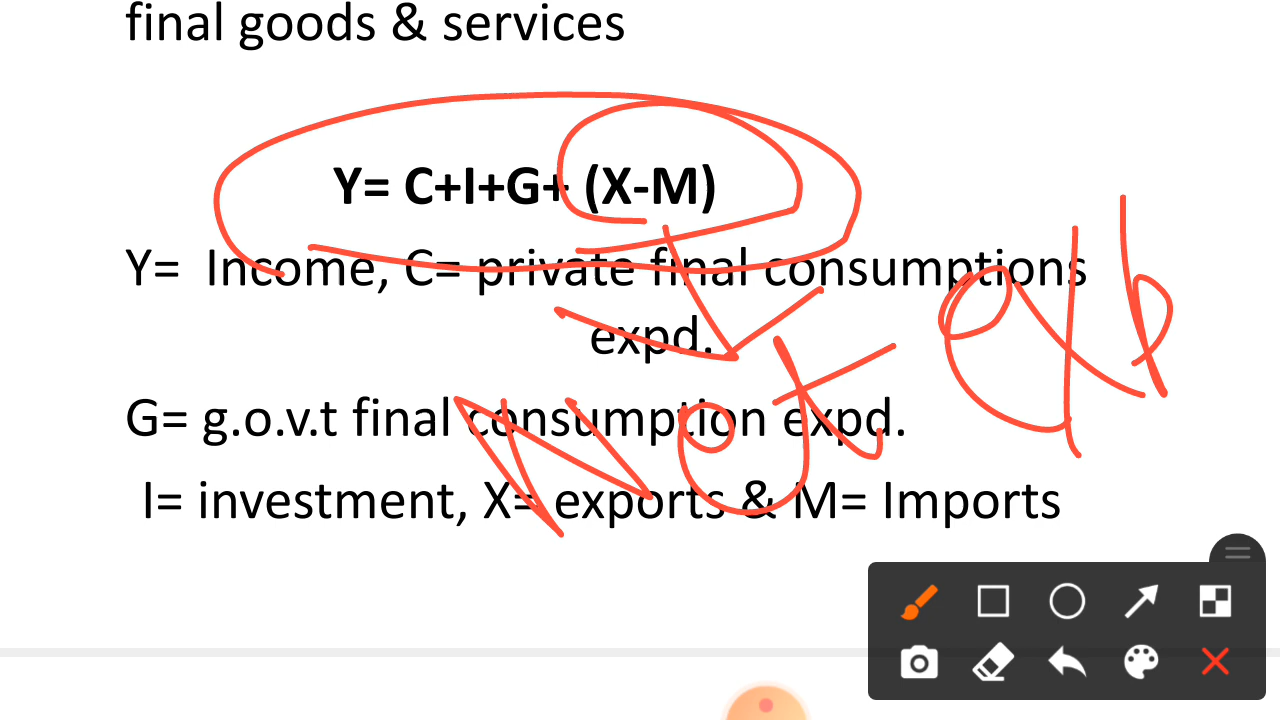 final goods & services
Y= C+I+G+ (X-M)
Y= Income, C= private final consumptions
expd.
G= g.o.v.t final consumption expd.
I= investment, X= exports & M= Imports
Net exp